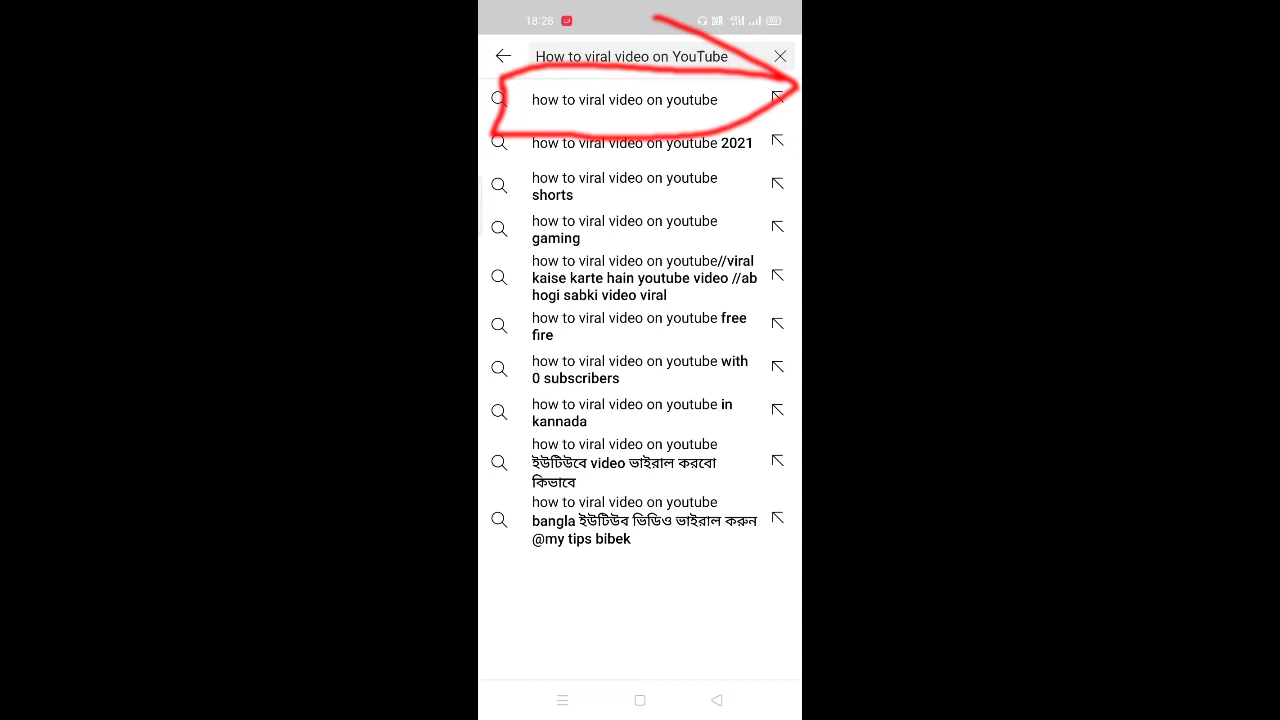 18:28
How to viral video on YouTube
how to viral video on youtube
how to viral video on youtube 2021
how to viral video on youtube
shorts
how to viral video on youtube
gaming
how to viral video on youtube//viral
kaise karte hain youtube video //ab
hogi sabki video viral
how to viral video on youtube free
fire
how to viral video on youtube with
0 subscribers
how to viral video on youtube in
kannada
how to viral video on youtube
ইউটিউবে video ভাইরাল করবো
কিভাবে
how to viral video on youtube
bangla ইউটিউব ভিডিও ভাইরাল করুন
@my tips bibek